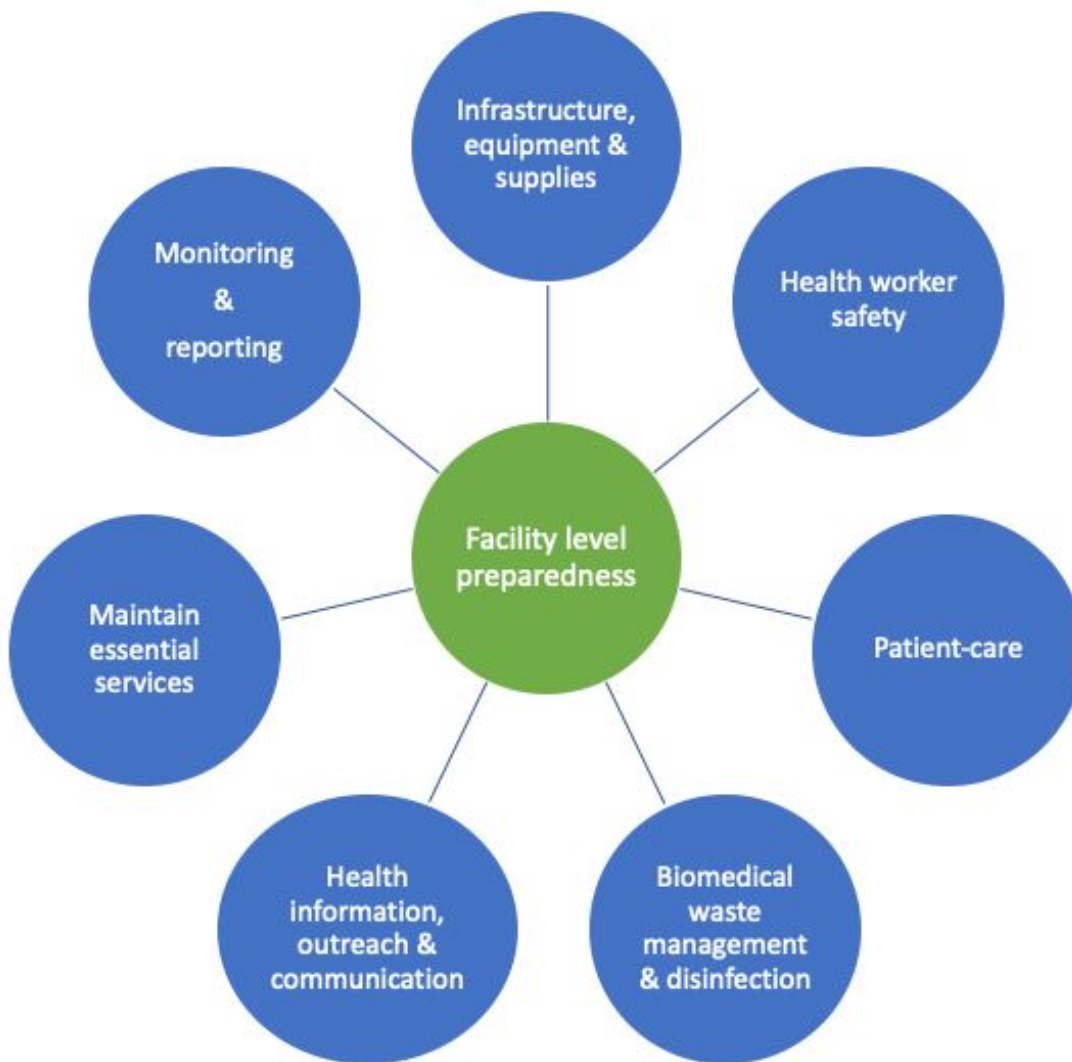 Infrastructure,
equipment &
supplies
Health worker
safety
Patient-care
Biomedical
waste
management
& disinfection
Health
information,
outreach &
communication
Maintain
essential
services
Monitoring
&
reporting
Facility level
preparedness